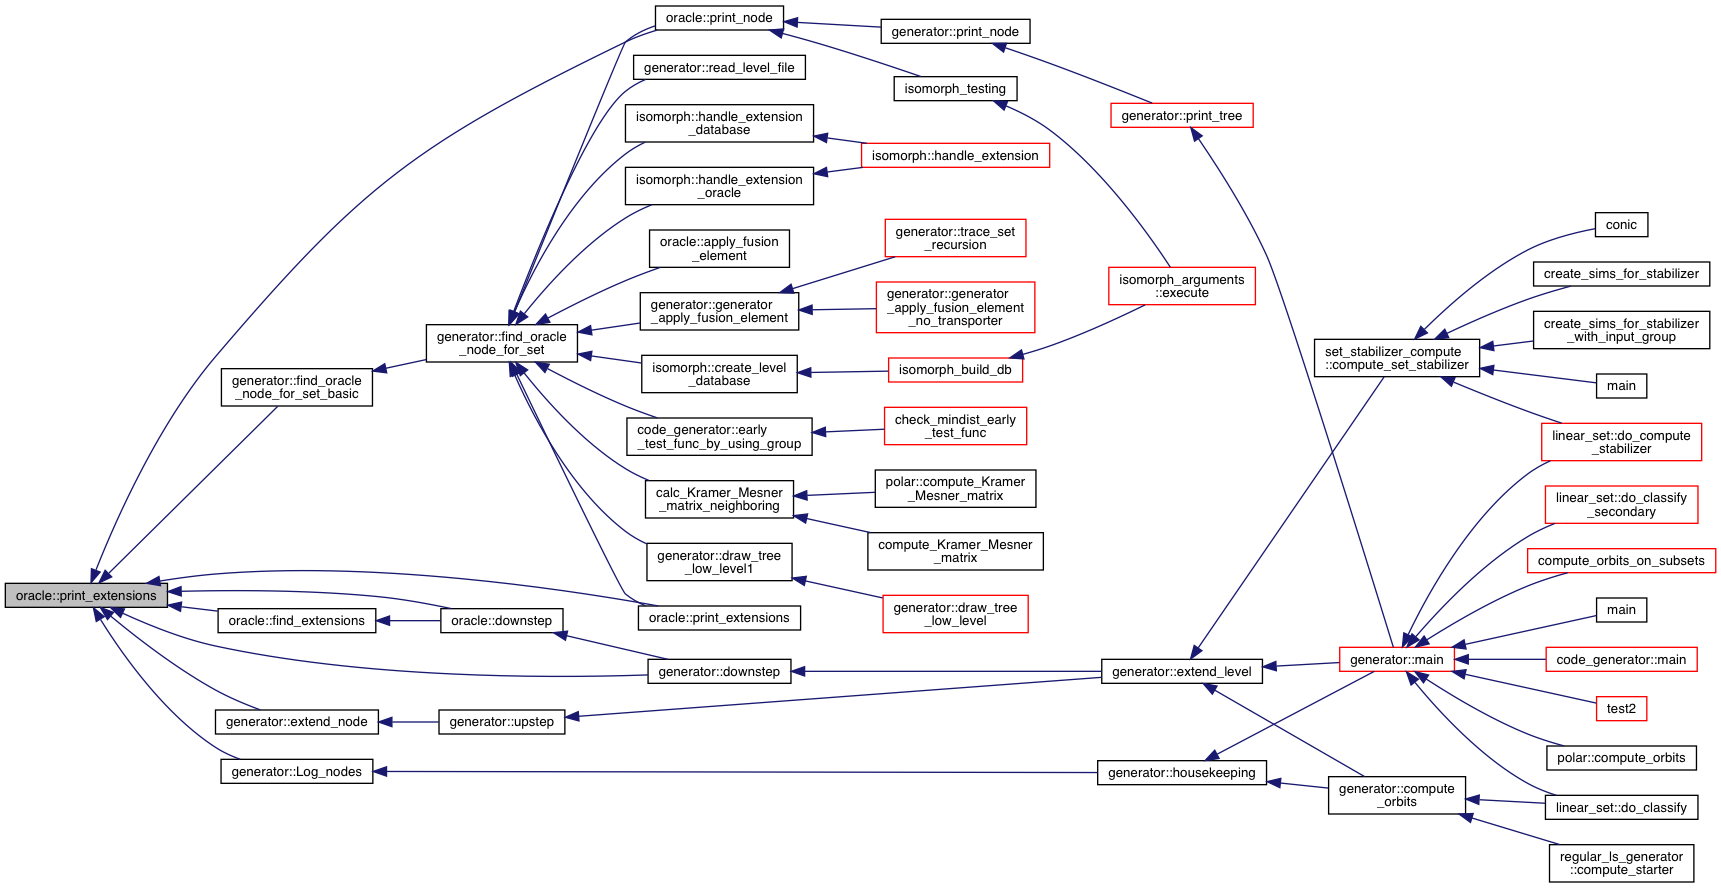 oracle::print_extensions
oracle::print_node
generator::print_node
isomorph_testing
generator::print_tree
generator::read_level_file
isomorph::handle_extension
_database
isomorph::handle_extension
isomorph::handle_extension
_oracle
oracle::apply_fusion
_element
generator::trace_set
_recursion
generator::generator
_apply_fusion_element
generator::generator
_apply_fusion_element
_no_transporter
isomorph_arguments
::execute
generator::find_oracle
_node_for_set
generator::find_oracle
_node_for_set_basic
isomorph::create_level
_database
isomorph_build_db
code_generator::early
_test_func_by_using_group
check_mindist_early
_test_func
calc_Kramer_Mesner
_matrix_neighboring
polar::compute_Kramer
_Mesner_matrix
compute_Kramer_Mesner
_matrix
generator::draw_tree
_low_level1
generator::draw_tree
_low_level
oracle::print_extensions
oracle::find_extensions
oracle::downstep
generator::downstep
generator::extend_level
generator::extend_node
generator::upstep
generator::Log_nodes
generator::housekeeping
generator::compute
_orbits
set_stabilizer_compute
::compute_set_stabilizer
generator::main
conic
create_sims_for_stabilizer
create_sims_for_stabilizer
_with_input_group
main
linear_set::do_compute
_stabilizer
linear_set::do_classify
_secondary
compute_orbits_on_subsets
main
code_generator::main
test2
polar::compute_orbits
linear_set::do_classify
regular_ls_generator
::compute_starter